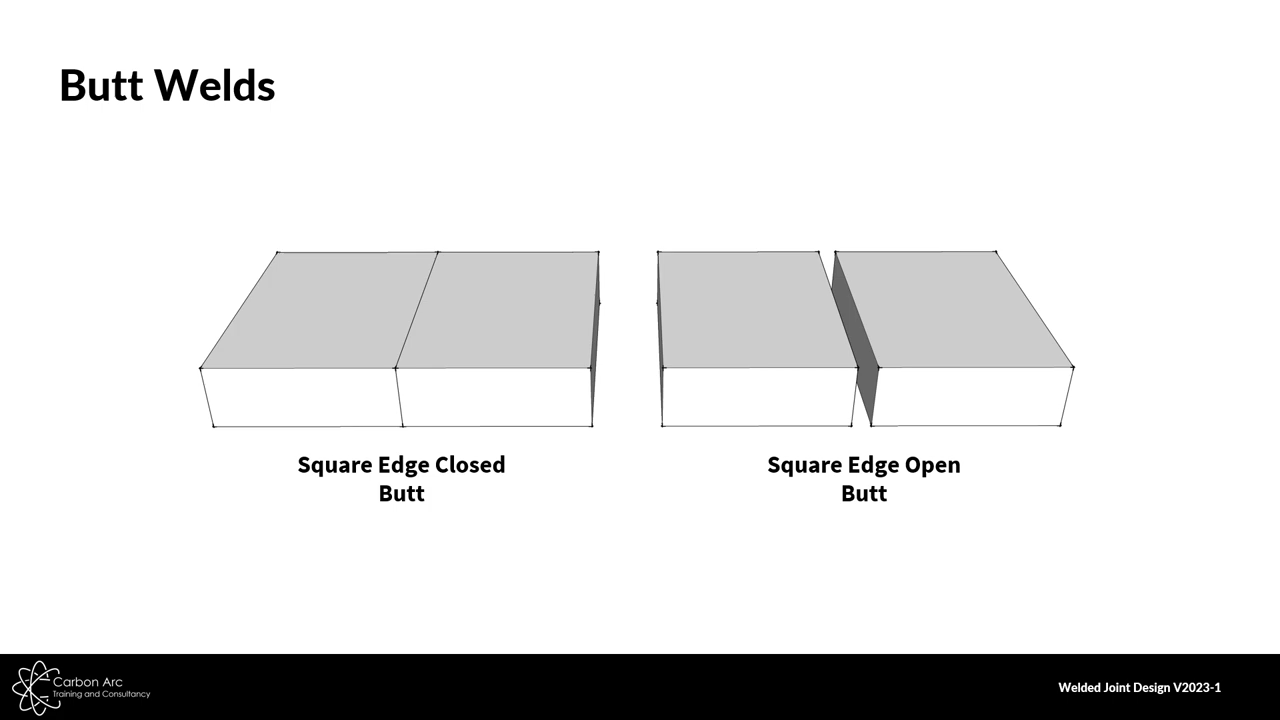 Butt Welds
Square Edge Closed
Butt
Square Edge Open
Butt
Carbon Arc
Training and Consultancy
Welded Joint Design V2023-1